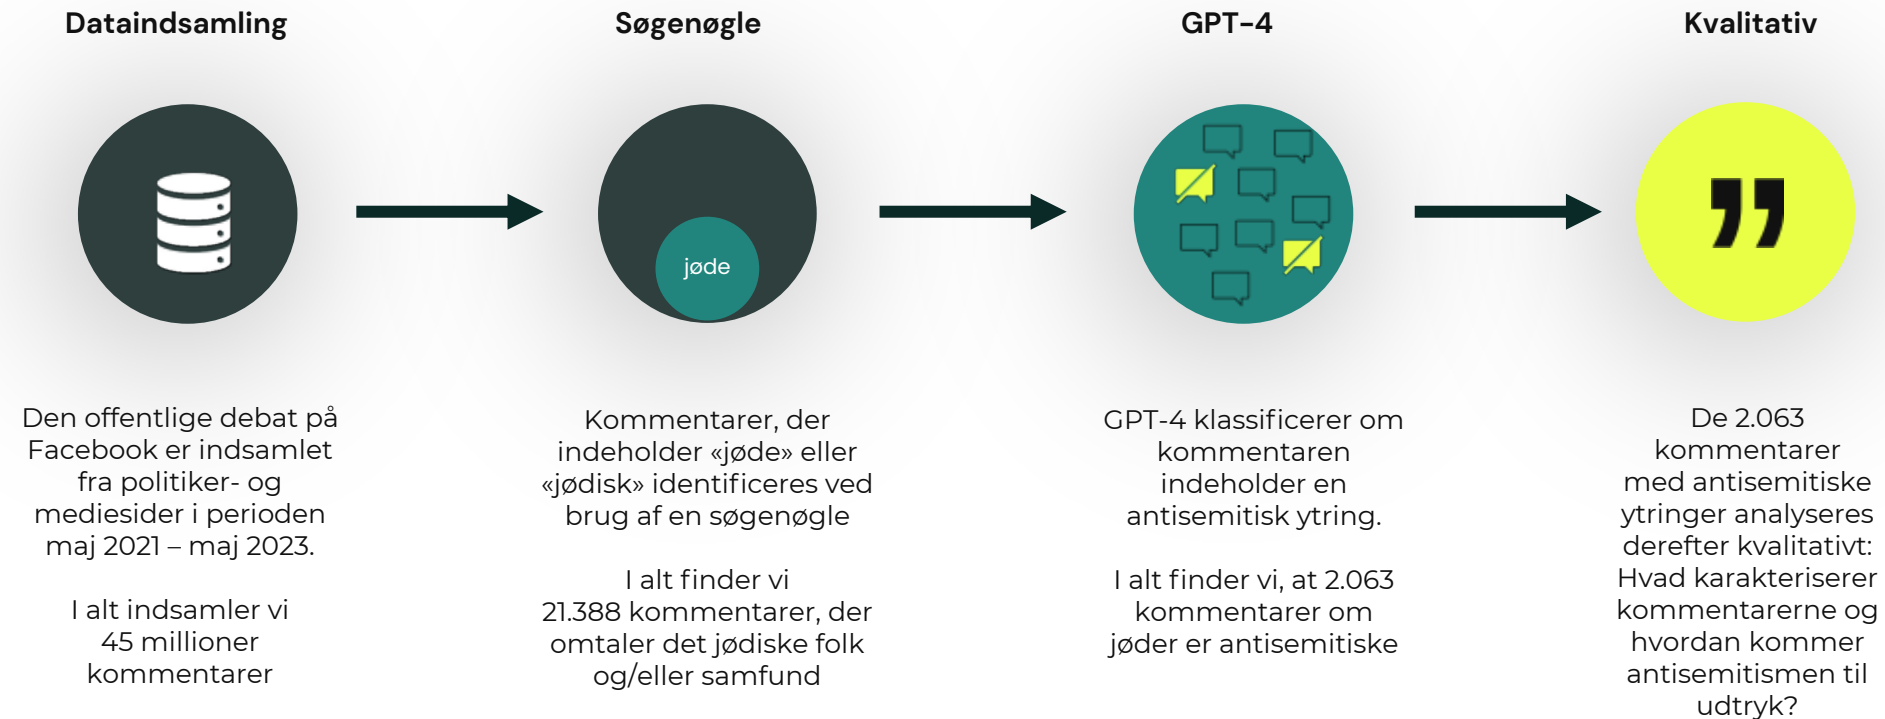 Dataindsamling
Søgenøgle
GPT-4
Kvalitativ
jøde
Den offentlige debat på
Facebook er indsamlet
fra politiker- og
mediesider i perioden
maj 2021 – maj 2023.
I alt indsamler vi
45 millioner
kommentarer
Kommentarer, der
indeholder «jøde» eller
«jødisk» identificeres ved
brug af en søgenøgle
I alt finder vi
21.388 kommentarer, der
omtaler det jødiske folk
og/eller samfund
GPT-4 klassificerer om
kommentaren
indeholder en
antisemitisk ytring.
I alt finder vi, at 2.063
kommentarer om
jøder er antisemitiske
De 2.063
kommentarer
med antisemitiske
ytringer analyseres
derefter kvalitativt:
Hvad karakteriserer
kommentarerne og
hvordan kommer
antisemitismen til
udtryk?